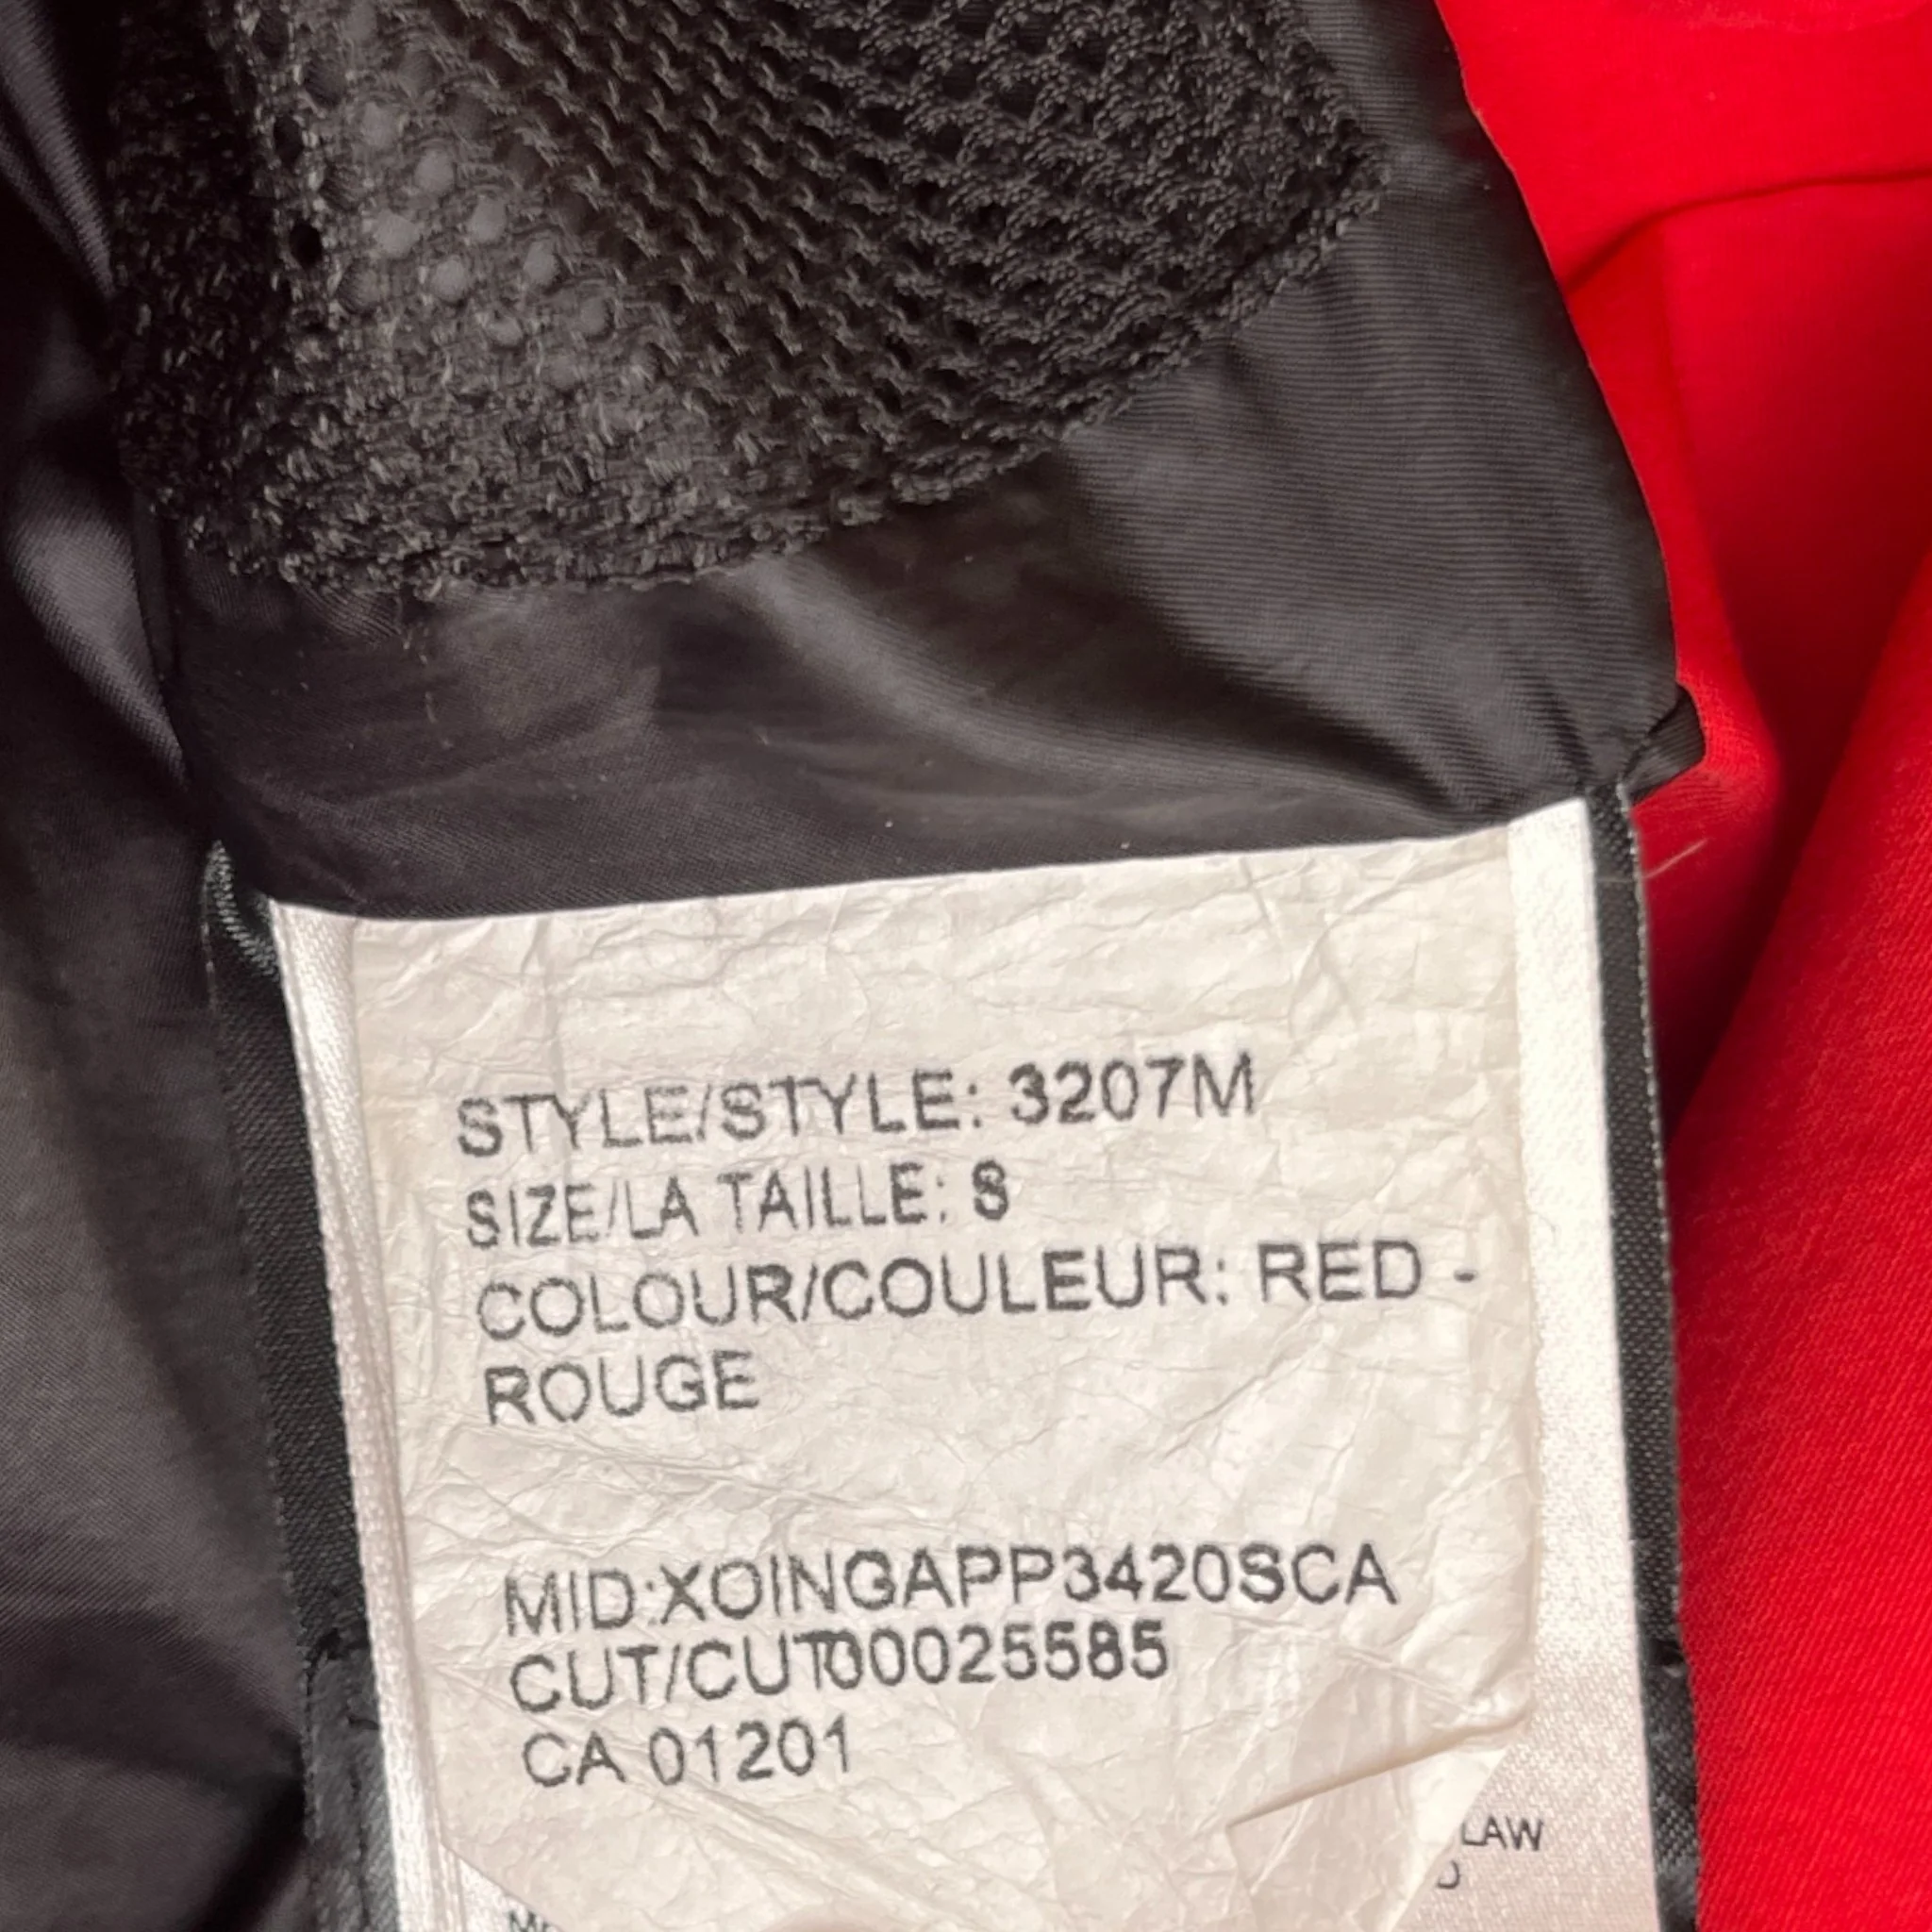 STYLE/STYLE: 3207M
SIZE/LA TAILLE: S
COLOUR/COULEUR: RED -
ROUGE
MID:XOINGAPP3420SCA
CUT/CUT00025585
CA 01201
LAW